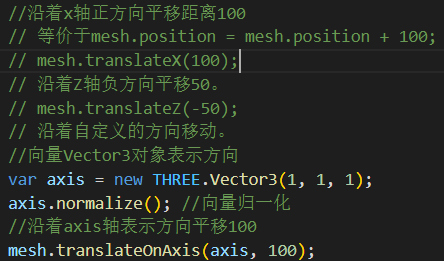 //沿着x轴正方向平移距离100
// 等价于mesh.position = mesh.position + 100;
// mesh.translateX(100);
// 沿着Z轴负方向平移50。
// mesh.translateZ(-50);
// 沿着自定义的方向移动。
//向量Vector3对象表示方向
var axis = new THREE.Vector3(1, 1, 1);
axis.normalize(); //向量归一化
//沿着axis轴表示方向平移100
mesh.translateOnAxis(axis, 100);